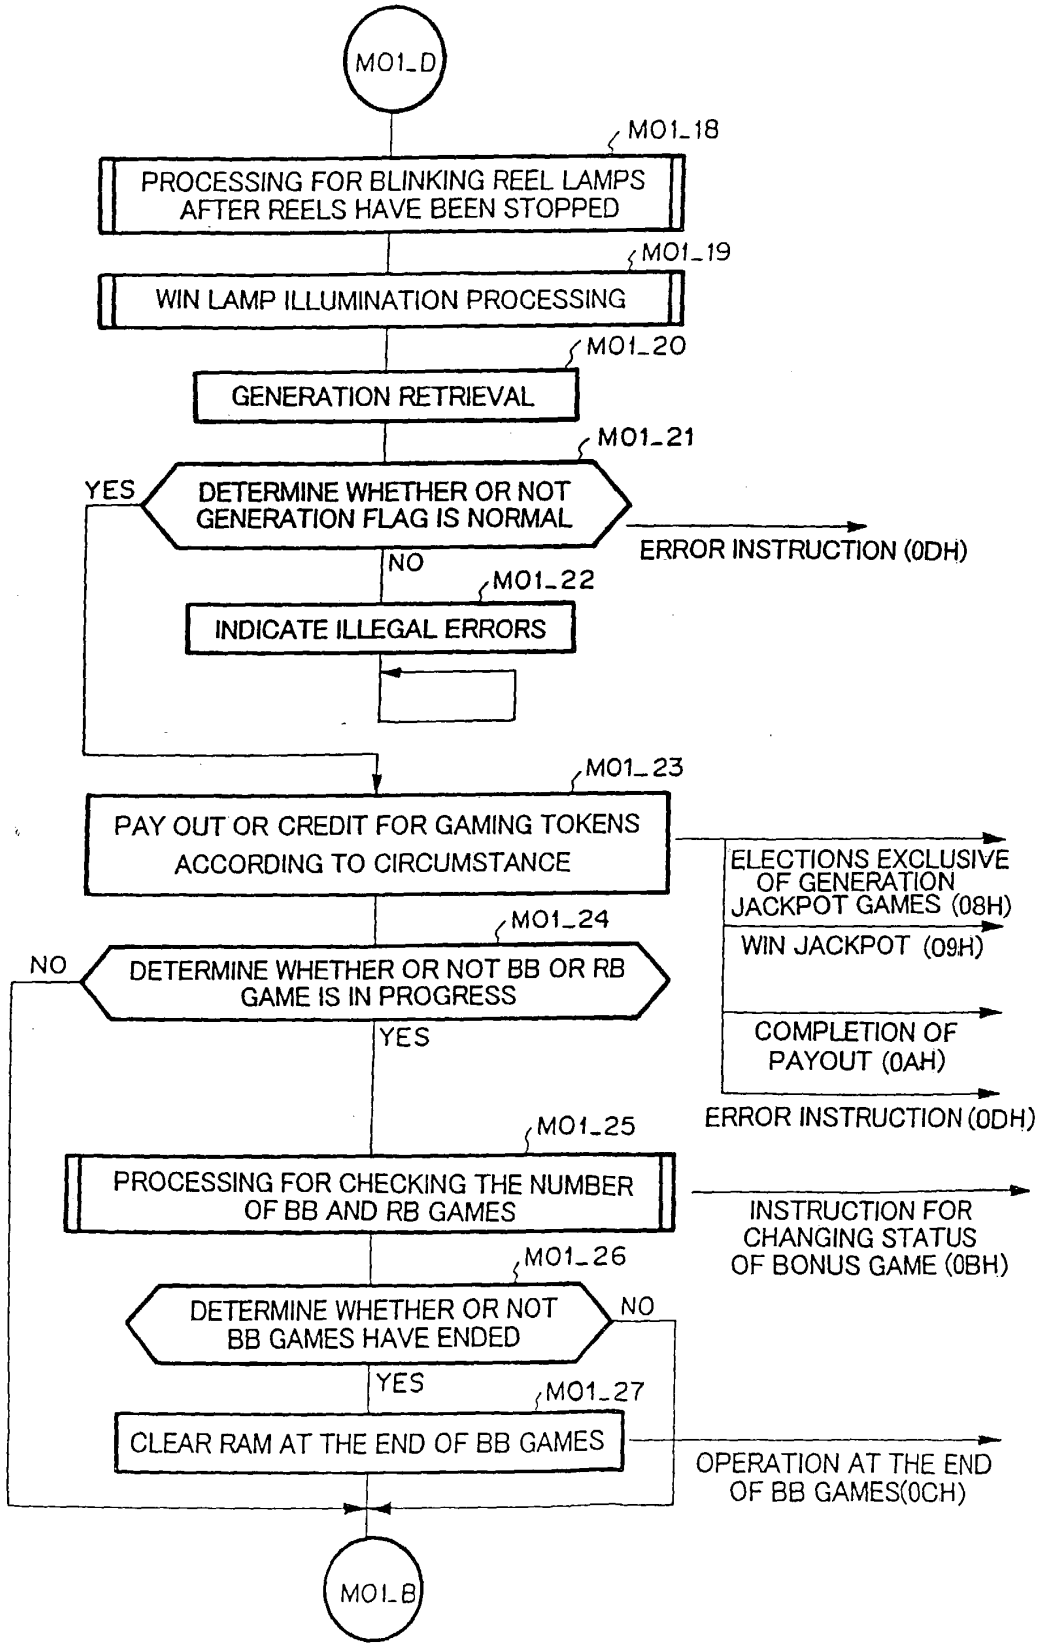 M01_D
M01_18
PROCESSING FOR BLINKING REEL LAMPS
AFTER REELS HAVE BEEN STOPPED
M01_19
WIN LAMP ILLUMINATION PROCESSING
M01_20
GENERATION RETRIEVAL
M01_21
YES
DETERMINE WHETHER OR NOT
GENERATION FLAG IS NORMAL
ERROR INSTRUCTION (0DH)
NO
M01_22
INDICATE ILLEGAL ERRORS
M01_23
PAY OUT OR CREDIT FOR GAMING TOKENS
ACCORDING TO CIRCUMSTANCE
ELECTIONS EXCLUSIVE
OF GENERATION
JACKPOT GAMES (08H)
M01_24
WIN JACKPOT (09H)
NO
DETERMINE WHETHER OR NOT BB OR RB
GAME IS IN PROGRESS
YES
COMPLETION OF
PAYOUT (0AH)
ERROR INSTRUCTION (0DH)
M01_25
PROCESSING FOR CHECKING THE NUMBER
OF BB AND RB GAMES
INSTRUCTION FOR
CHANGING STATUS
OF BONUS GAME (0BH)
M01_26
DETERMINE WHETHER OR NOT
BB GAMES HAVE ENDED
NO
YES
M01_27
CLEAR RAM AT THE END OF BB GAMES
OPERATION AT THE END
OF BB GAMES(0CH)
M01_B